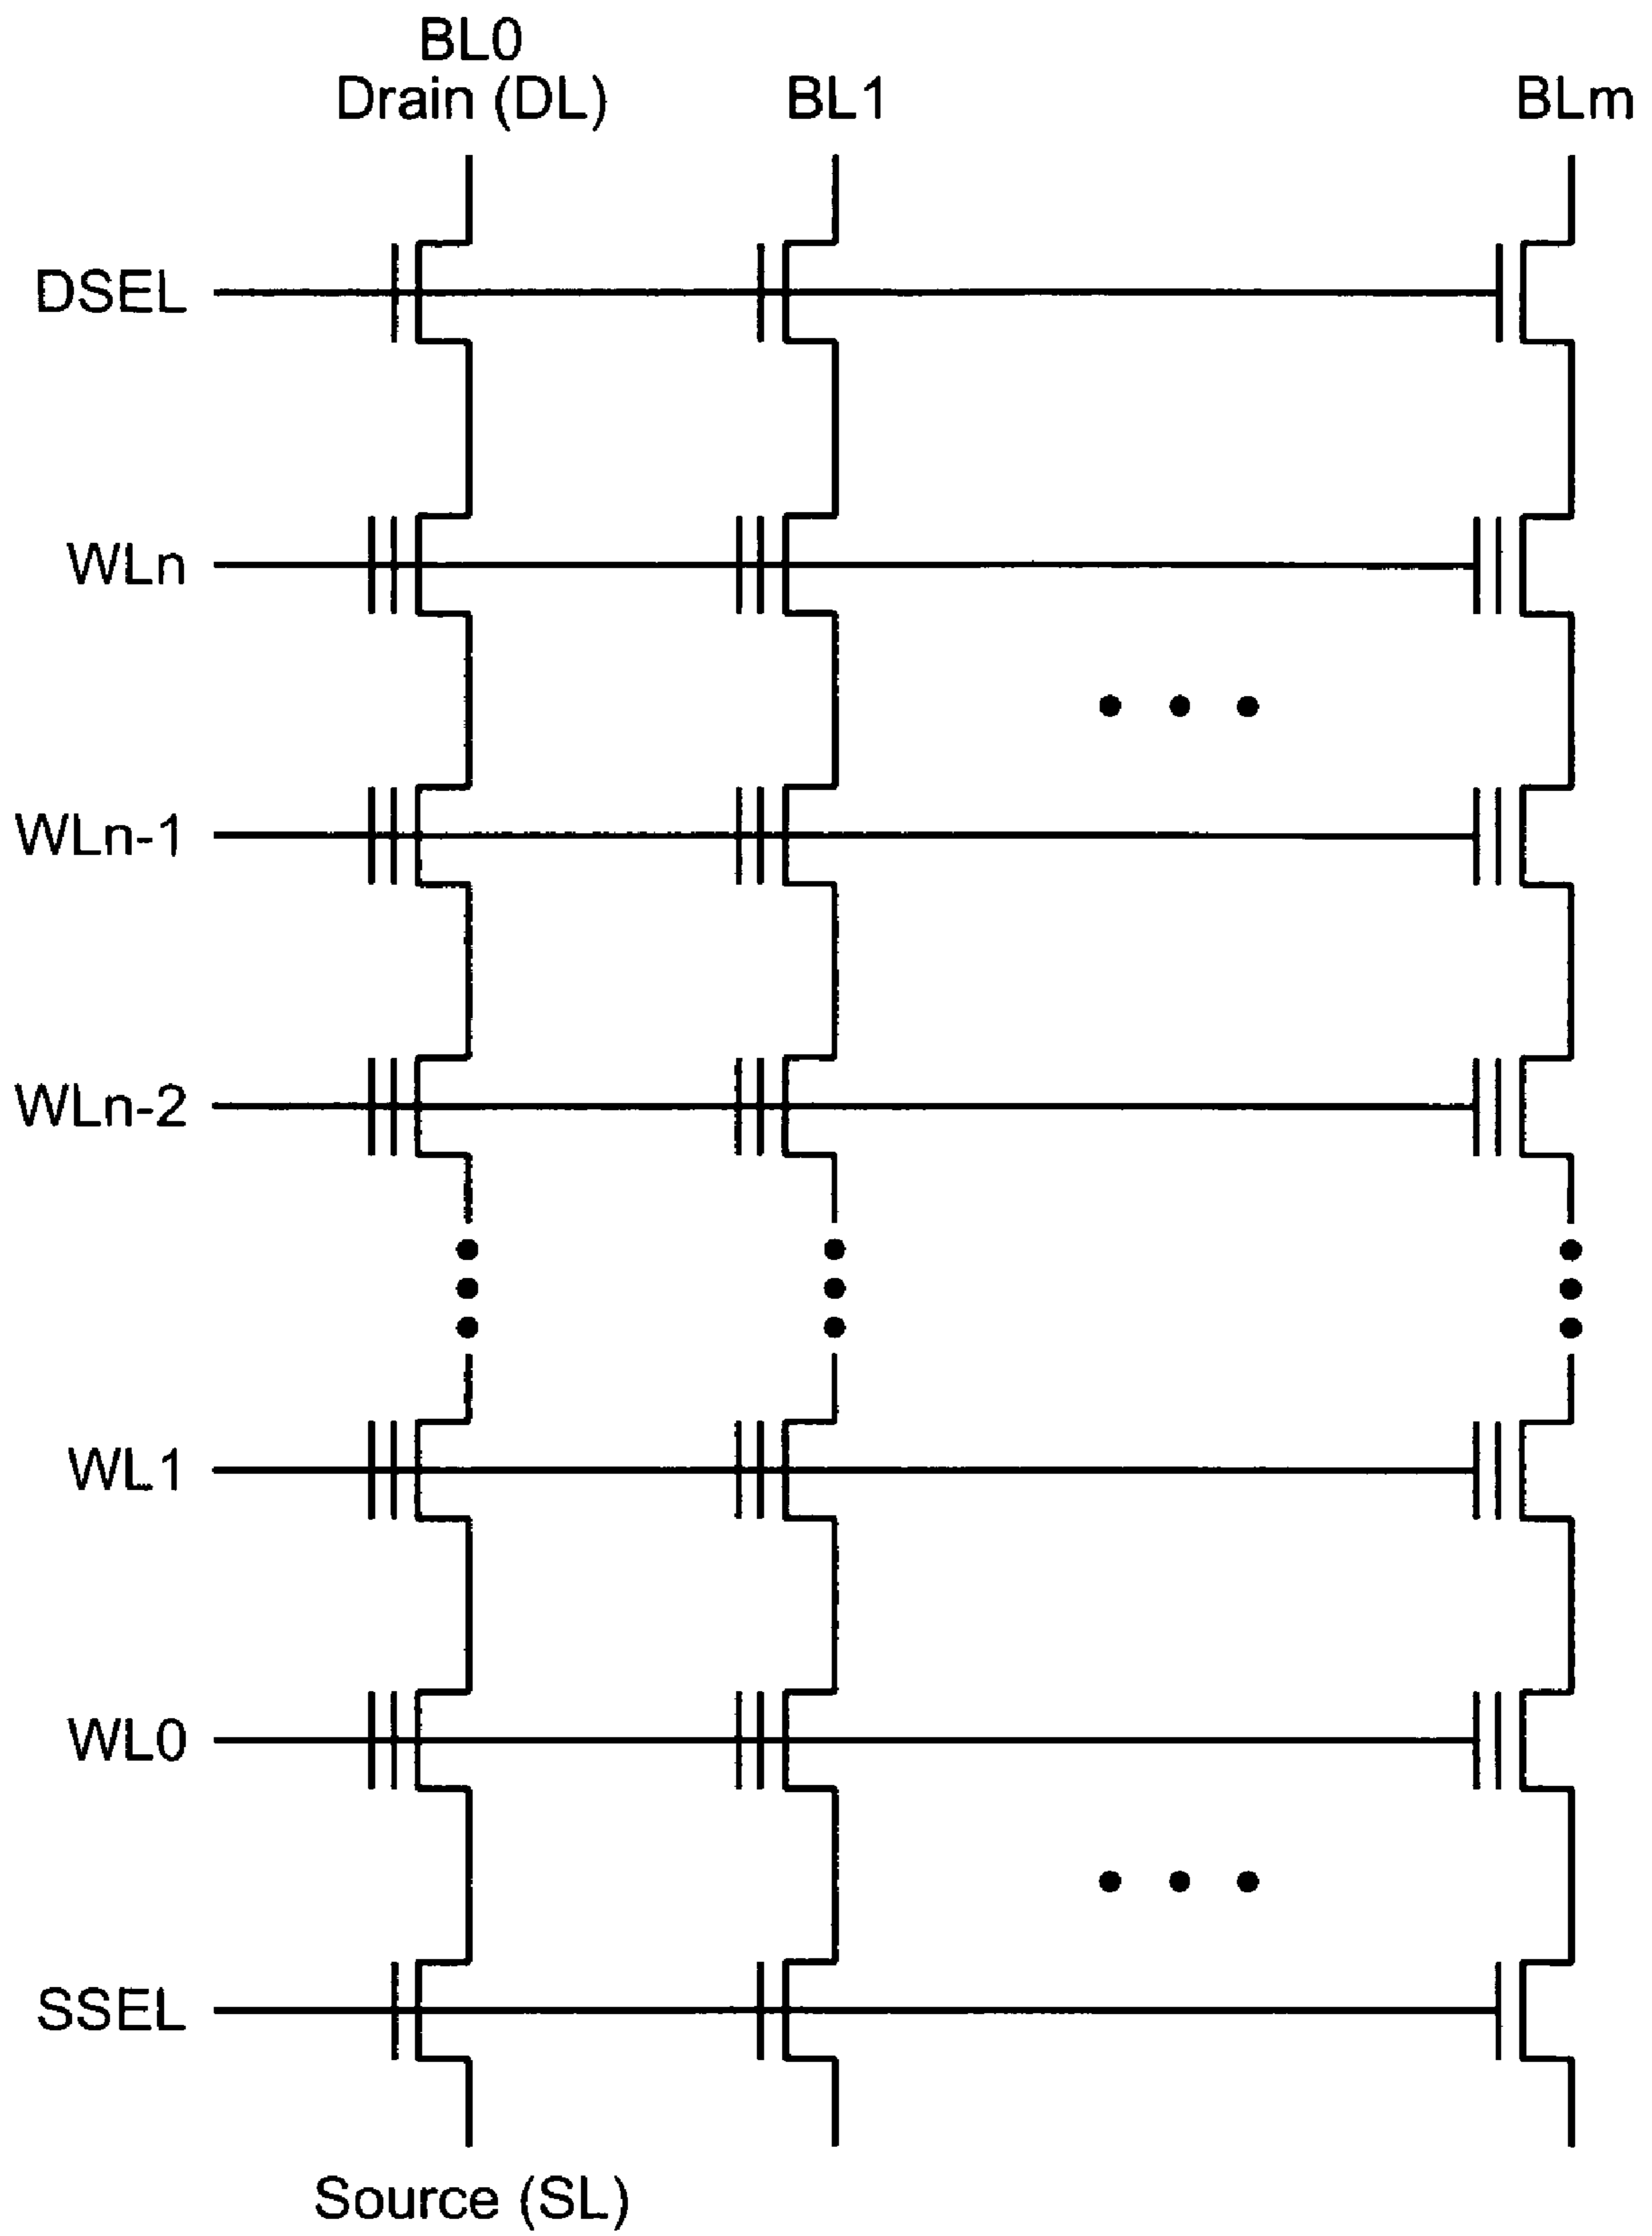 BL0
Drain (DL)
BL1
BLm
DSEL
WLn
WLn-1
WLn-2
WL1
WL0
SSEL
Source (SL)